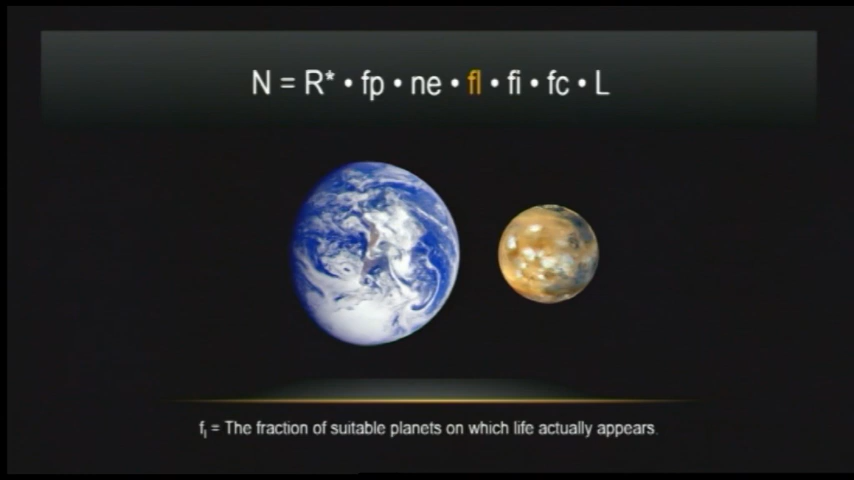 N = R* • fp • ne • fl • fi • fc • L
fl = The fraction of suitable planets on which life actually appears.